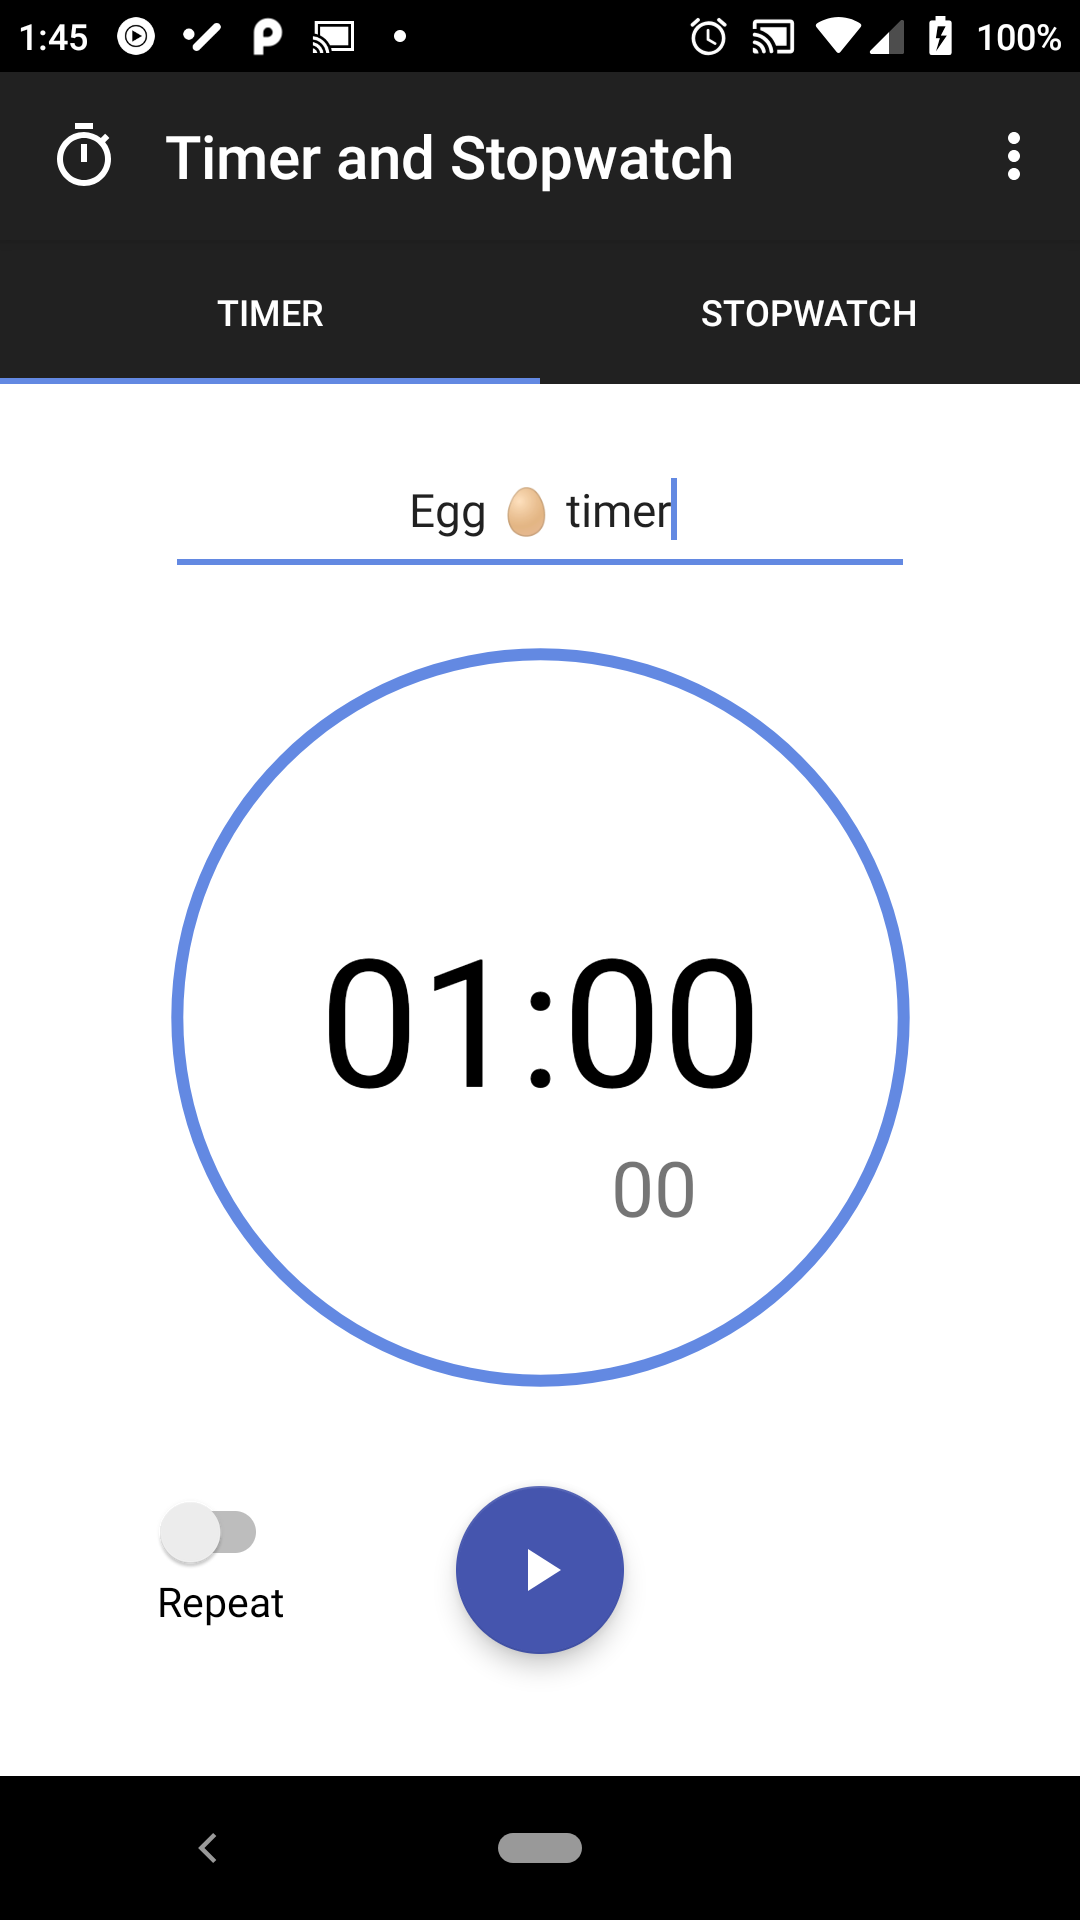 1:45 100%
Timer and Stopwatch
TIMER STOPWATCH
Egg 🥚 timer
01:00
00
Repeat